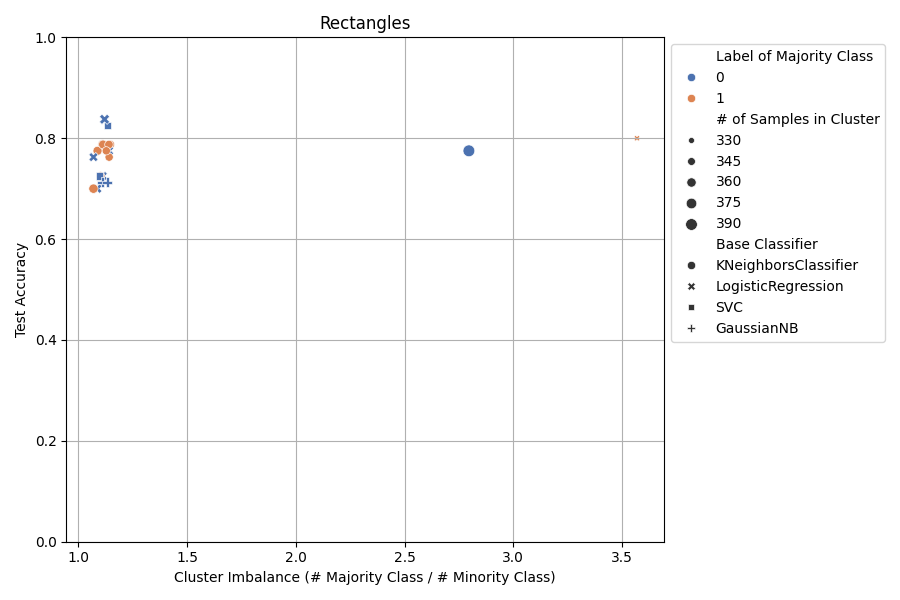 Rectangles
1.0
0.8
0.6
0.4
0.2
0.0
Test Accuracy
1.0 1.5 2.0 2.5 3.0 3.5
Cluster Imbalance (# Majority Class / # Minority Class)
Label of Majority Class
0
1
# of Samples in Cluster
330
345
360
375
390
Base Classifier
KNeighborsClassifier
LogisticRegression
SVC
GaussianNB